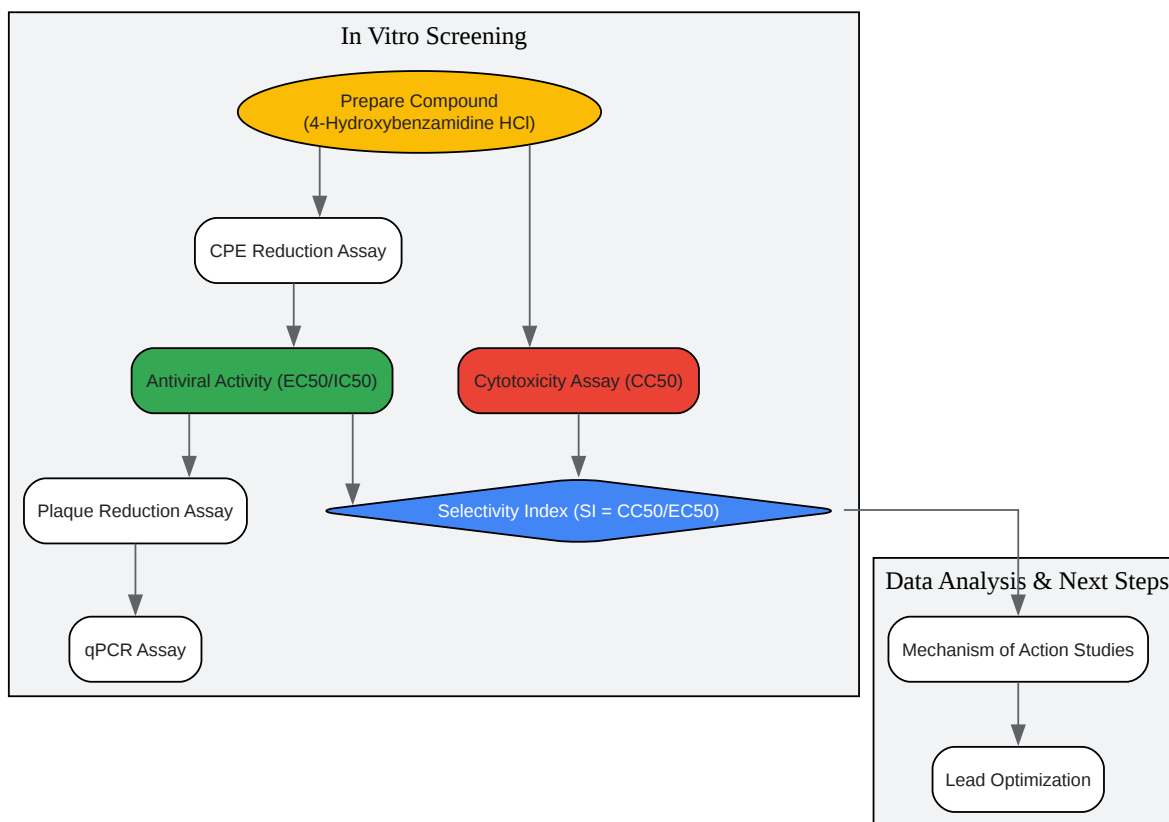 In Vitro Screening
Prepare Compound
(4-Hydroxybenzamidine HCl)
CPE Reduction Assay
Antiviral Activity (EC50/IC50)
Cytotoxicity Assay (CC50)
Plaque Reduction Assay
Selectivity Index (SI = CC50/EC50)
qPCR Assay
Data Analysis & Next Steps
Mechanism of Action Studies
Lead Optimization